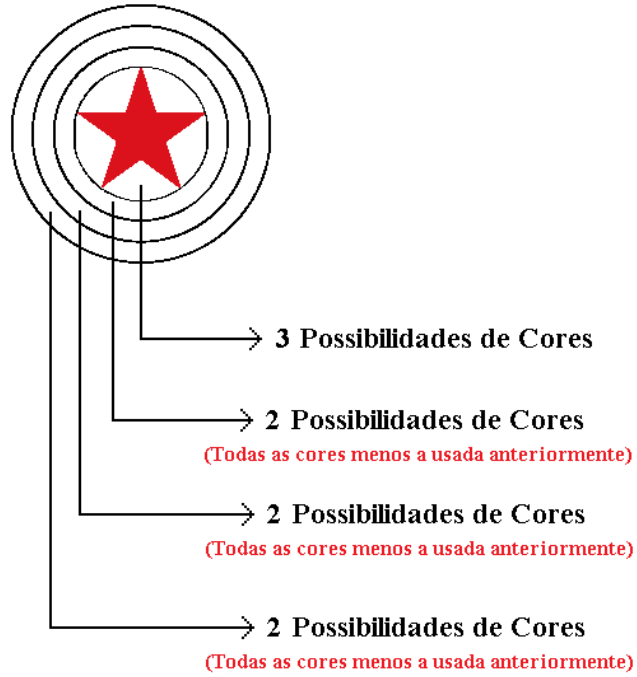 3 Possibilidades de Cores
2 Possibilidades de Cores
(Todas as cores menos a usada anteriormente)
2 Possibilidades de Cores
(Todas as cores menos a usada anteriormente)
2 Possibilidades de Cores
(Todas as cores menos a usada anteriormente)